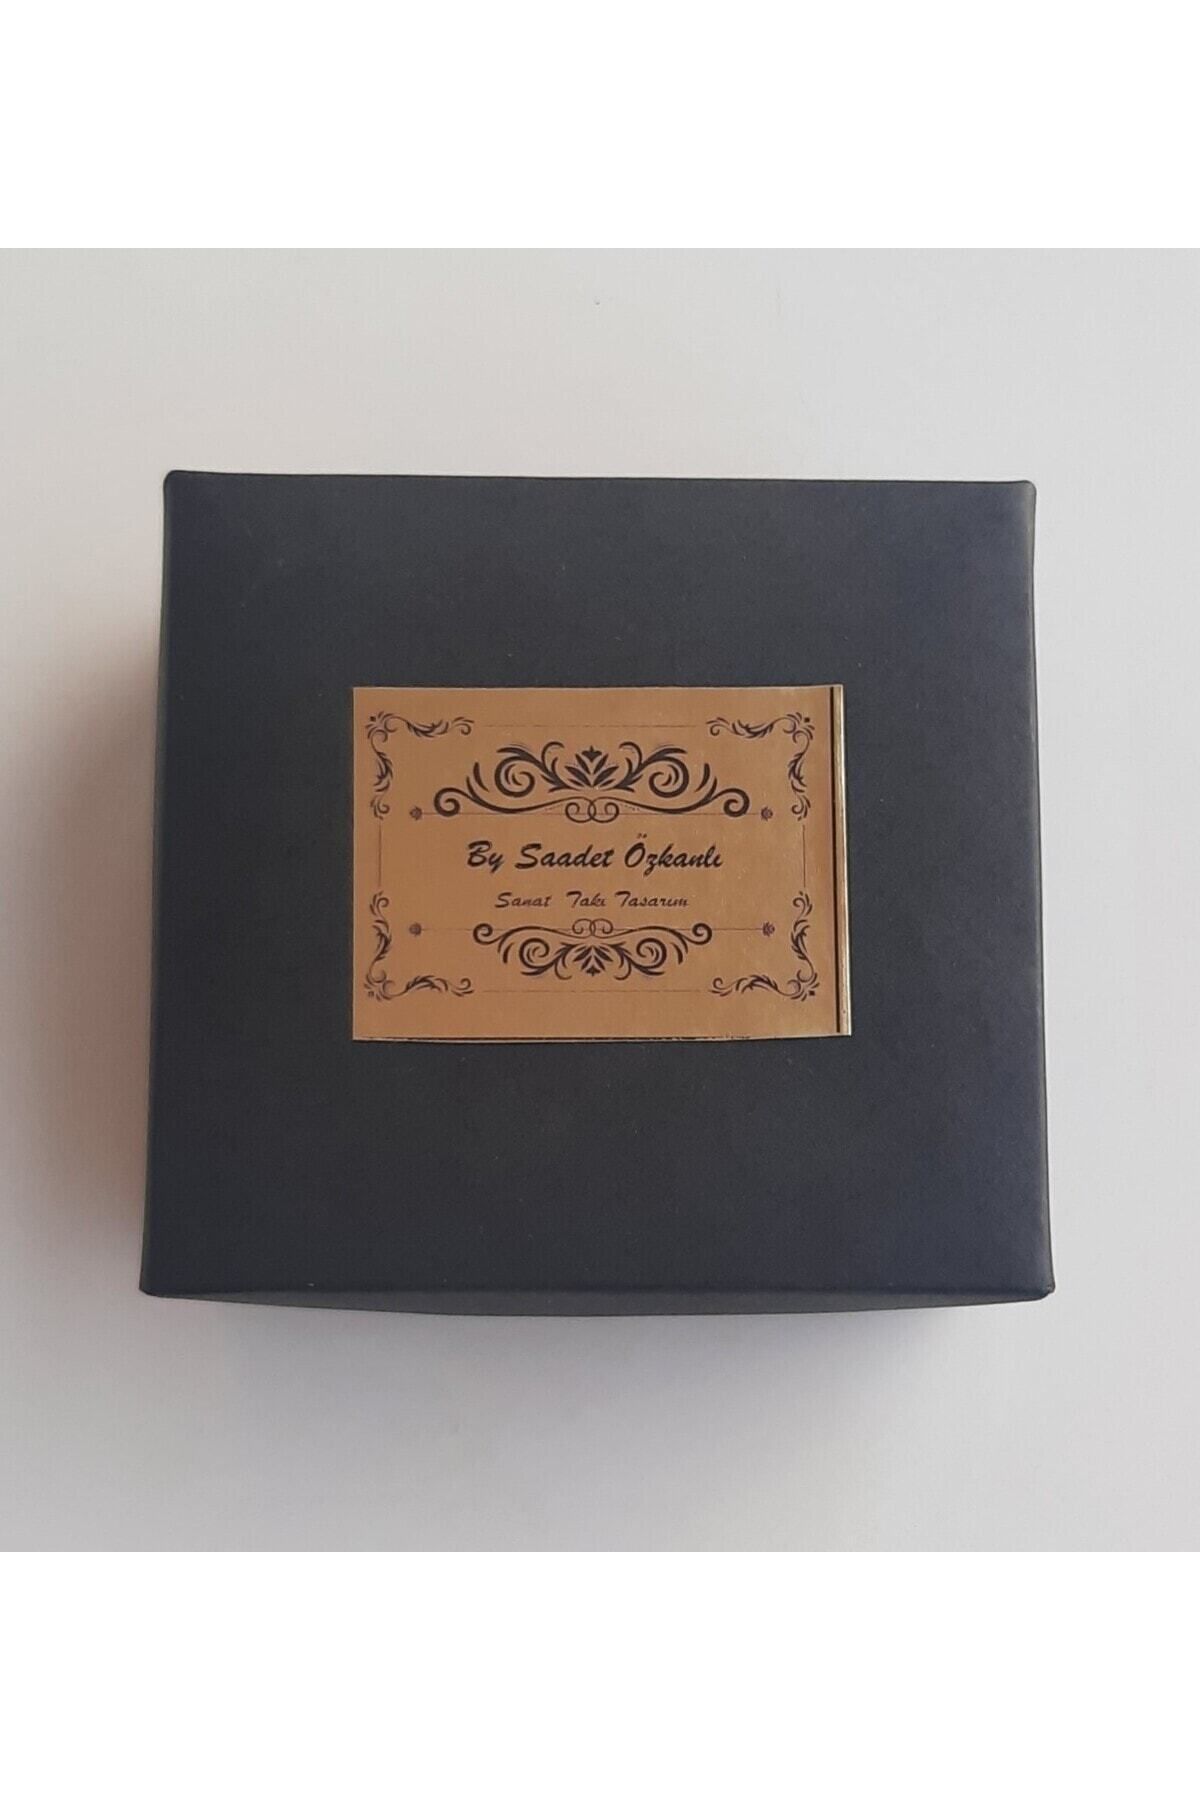 By Saadet Özkanlı
Sanat Takı Tasarım